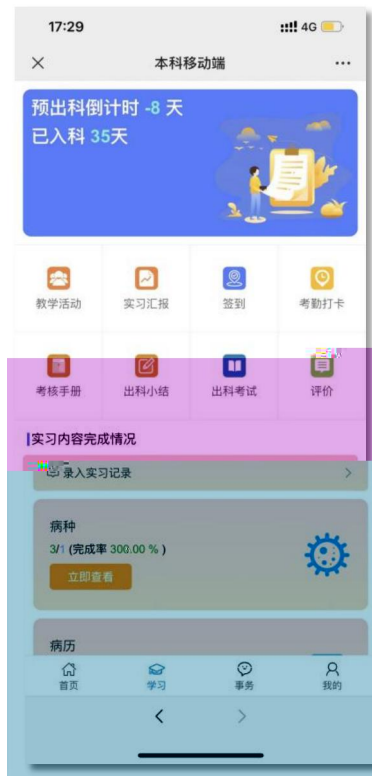 17:29
4G
本科移动端
预出科倒计时 -8 天
已入科 35天
教学活动 实习汇报 签到 考勤打卡
考核手册 出科小结 出科考试 评价
实习内容完成情况
录入实习记录
病种
3/1 (完成率 300.00 % )
立即查看
病历
首页 学习 事务 我的